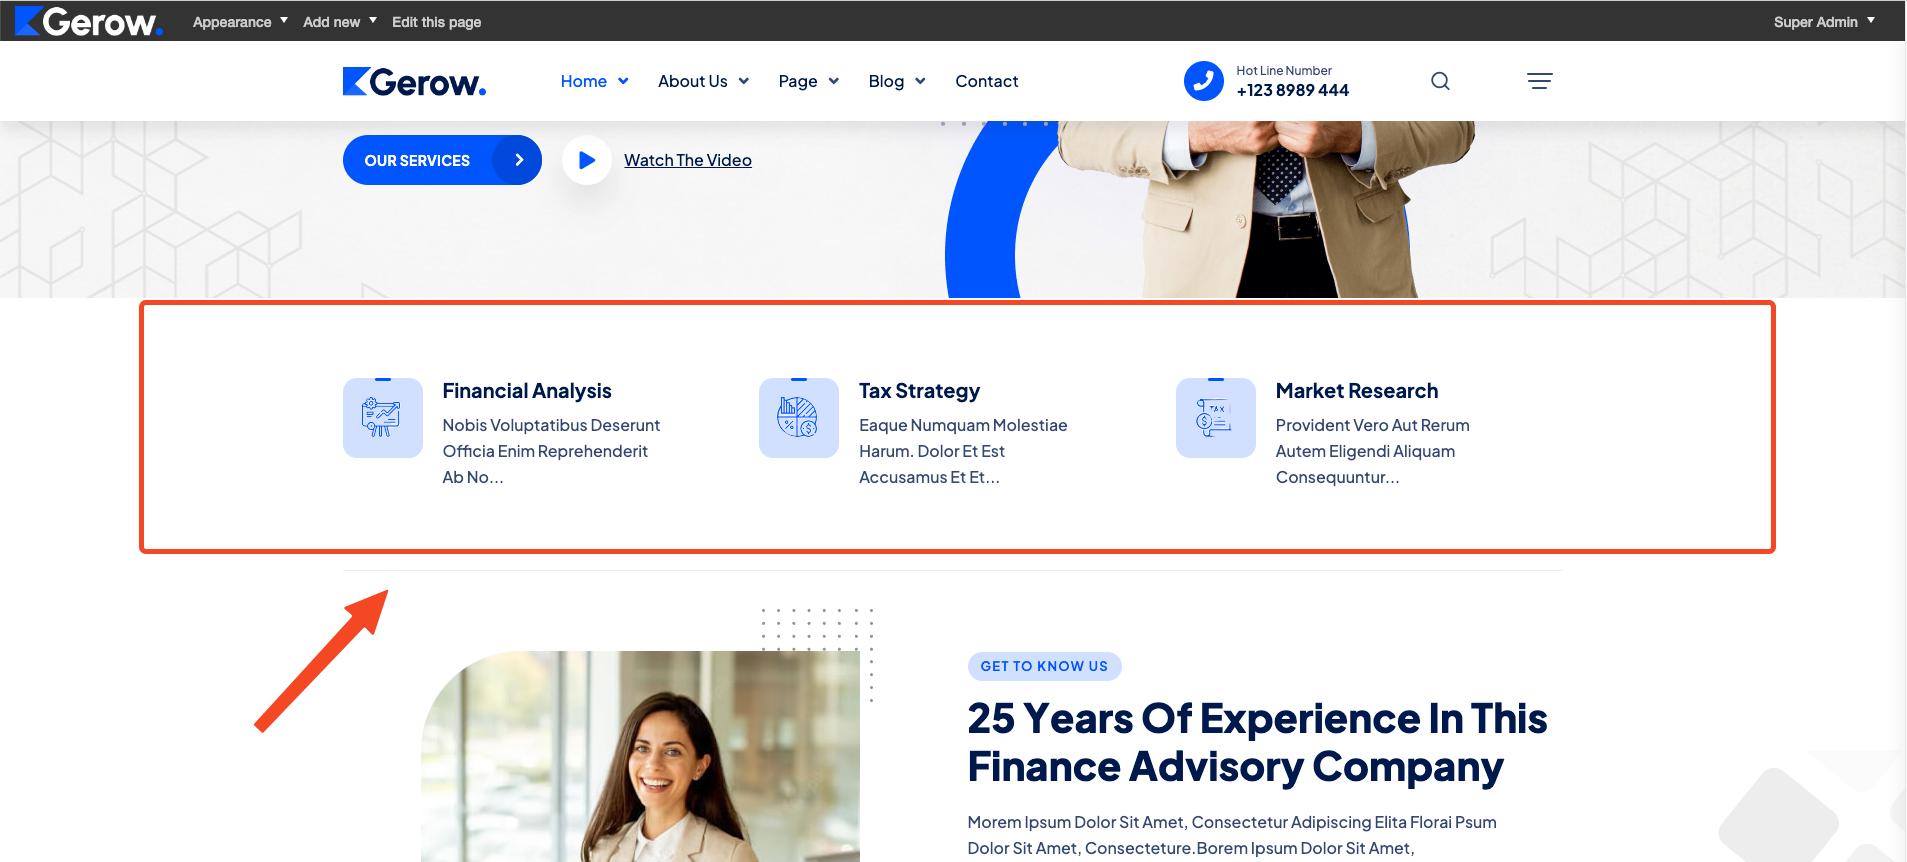 Gerow.
Appearance
Add new
Edit this page
Super Admin
Gerow.
Home
About Us
Page
Blog
Contact
Hot Line Number
+123 8989 444
OUR SERVICES
Watch The Video
Financial Analysis
Nobis Voluptatibus Deserunt
Officia Enim Reprehenderit
Ab No...
Tax Strategy
Eaque Numquam Molestiae
Harum. Dolor Et Est
Accusamus Et Et...
TAX
Market Research
Provident Vero Aut Rerum
Autem Eligendi Aliquam
Consequuntur...
GET TO KNOW US
25 Years Of Experience In This
Finance Advisory Company
Morem Ipsum Dolor Sit Amet, Consectetur Adipiscing Elita Florai Psum
Dolor Sit Amet, Consecteture.Borem Ipsum Dolor Sit Amet,